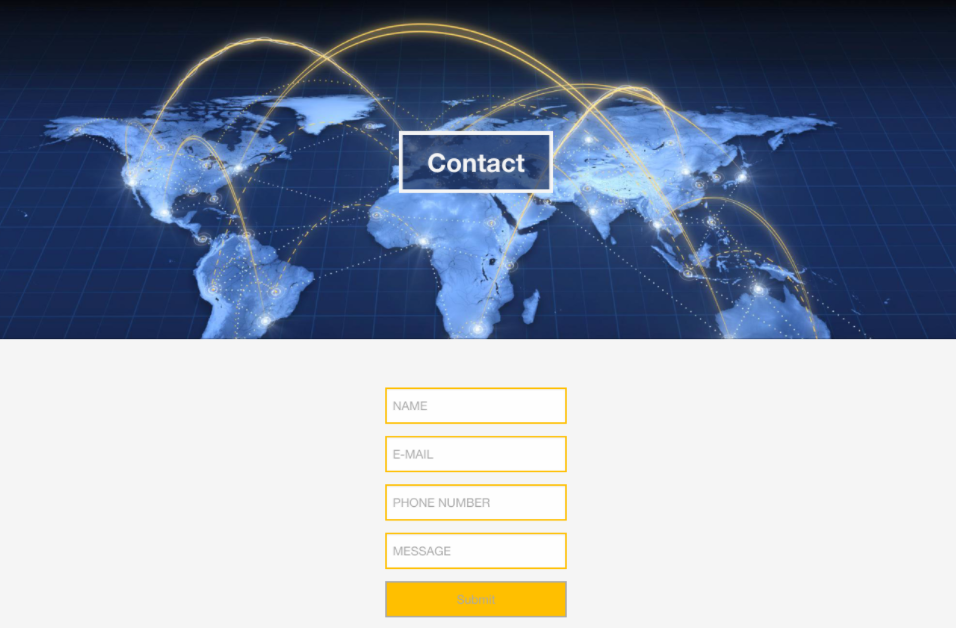 Contact
NAME
E-MAIL
PHONE NUMBER
MESSAGE
Submit